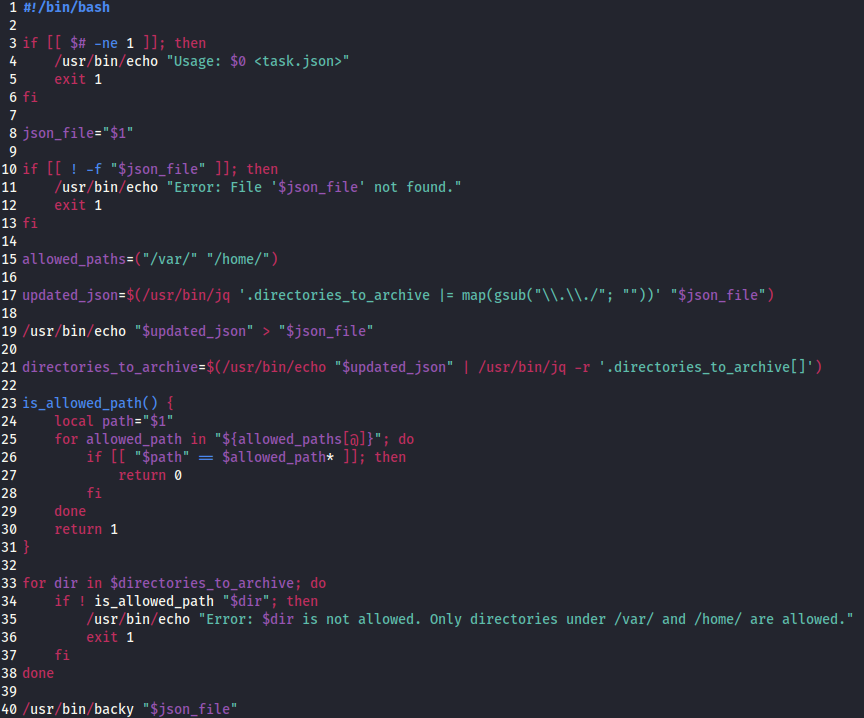 1 #!/bin/bash
2
3 if [[ $# -ne 1 ]]; then
4     /usr/bin/echo "Usage: $0 <task.json>"
5     exit 1
6 fi
7
8 json_file="$1"
9
10 if [[ ! -f "$json_file" ]]; then
11     /usr/bin/echo "Error: File '$json_file' not found."
12     exit 1
13 fi
14
15 allowed_paths=("/var/" "/home/")
16
17 updated_json=$(/usr/bin/jq '.directories_to_archive |= map(gsub("\\.\\./"; ""))' "$json_file")
18
19 /usr/bin/echo "$updated_json" > "$json_file"
20
21 directories_to_archive=$(/usr/bin/echo "$updated_json" | /usr/bin/jq -r '.directories_to_archive[]')
22
23 is_allowed_path() {
24     local path="$1"
25     for allowed_path in "${allowed_paths[@]}"; do
26         if [[ "$path" == $allowed_path* ]]; then
27             return 0
28         fi
29     done
30     return 1
31 }
32
33 for dir in $directories_to_archive; do
34     if ! is_allowed_path "$dir"; then
35         /usr/bin/echo "Error: $dir is not allowed. Only directories under /var/ and /home/ are allowed."
36         exit 1
37     fi
38 done
39
40 /usr/bin/backy "$json_file"